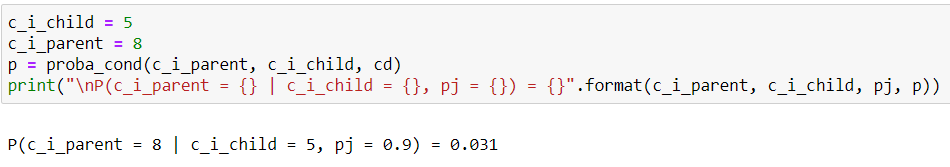 c_i_child = 5
c_i_parent = 8
p = proba_cond(c_i_parent, c_i_child, cd)
print("\nP(c_i_parent = {} | c_i_child = {}, pj = {}) = {}".format(c_i_parent, c_i_child, pj, p))
P(c_i_parent = 8 | c_i_child = 5, pj = 0.9) = 0.031